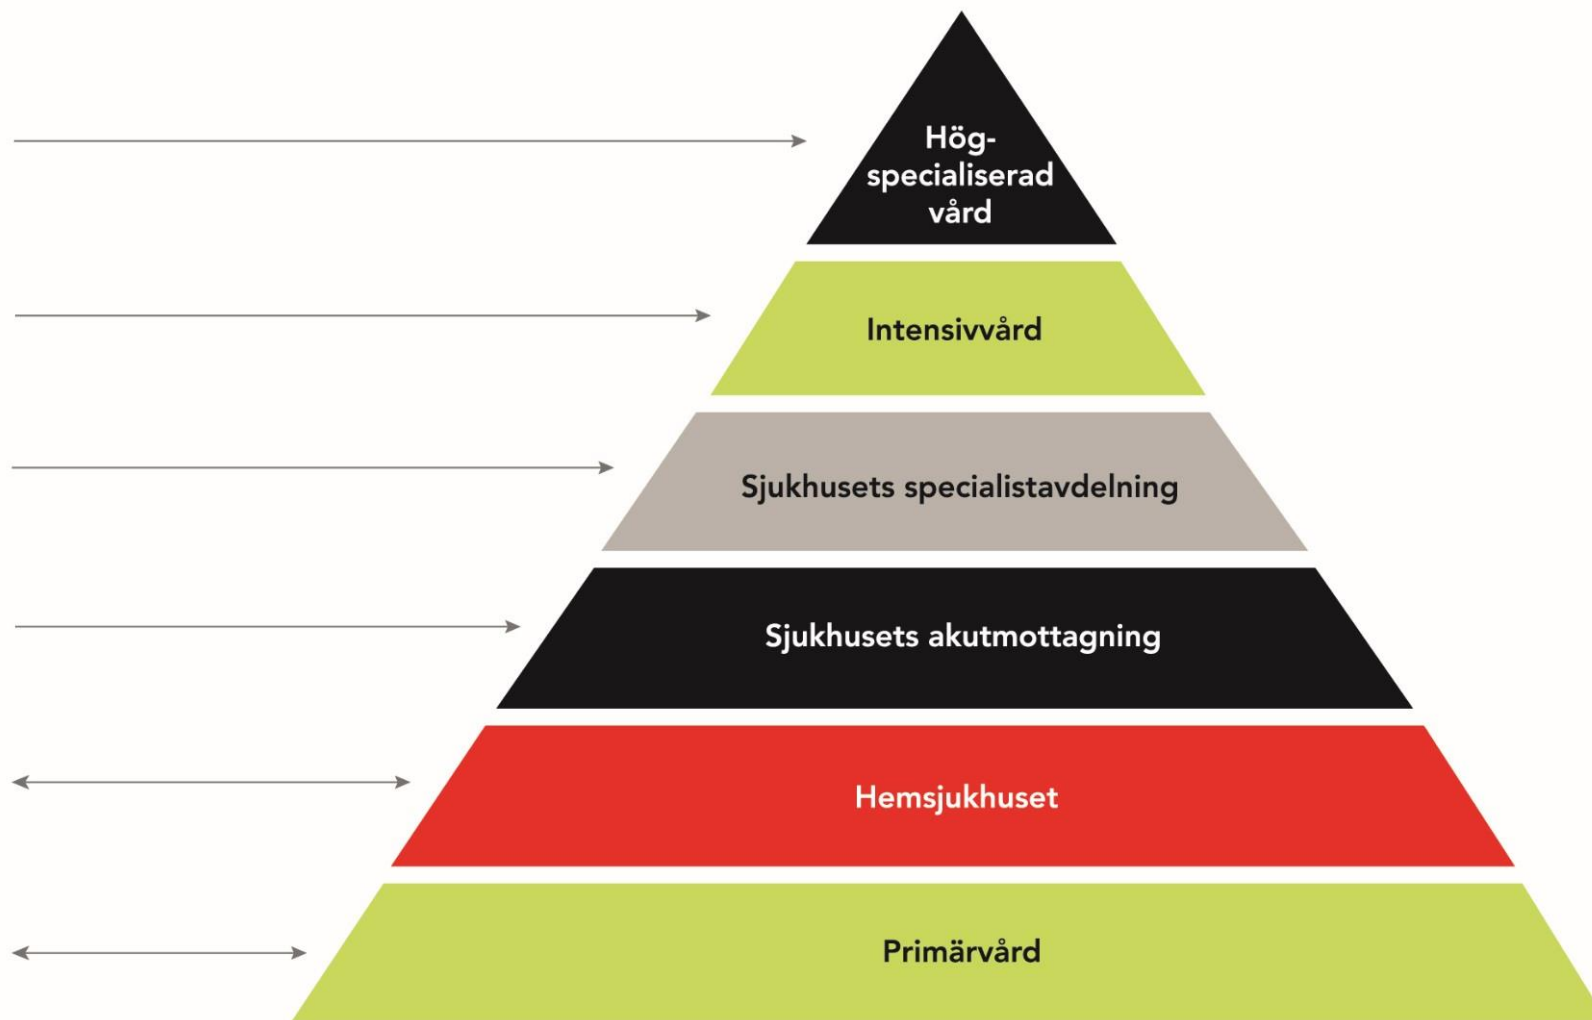 Hög-
specialiserad
vård
Intensivvård
Sjukhusets specialistavdelning
Sjukhusets akutmottagning
Hemsjukhuset
Primärvård